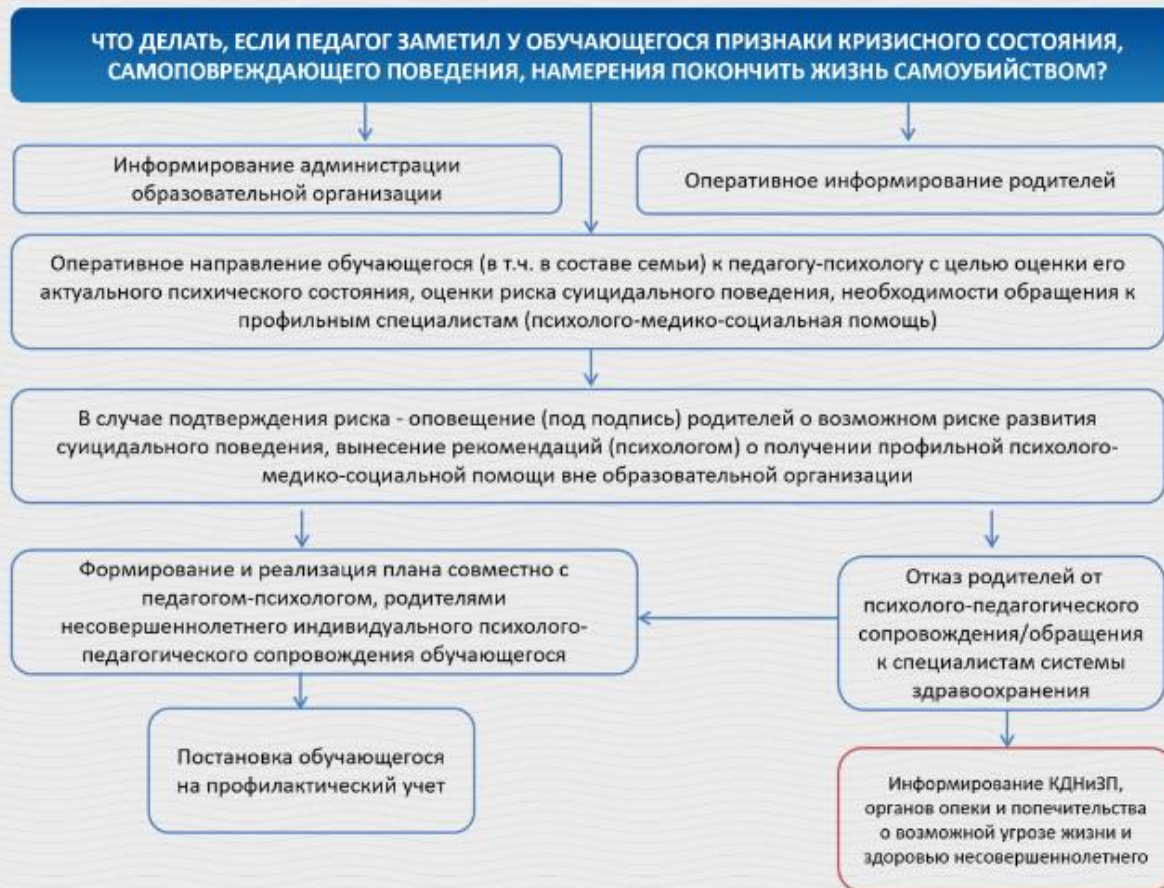 ЧТО ДЕЛАТЬ, ЕСЛИ ПЕДАГОГ ЗАМЕТИЛ У ОБУЧАЮЩЕГОСЯ ПРИЗНАКИ КРИЗИСНОГО СОСТОЯНИЯ,
САМОПОВРЕЖДАЮЩЕГО ПОВЕДЕНИЯ, НАМЕРЕНИЯ ПОКОНЧИТЬ ЖИЗНЬ САМОУБИЙСТВОМ?
Информирование администрации
образовательной организации
Оперативное информирование родителей
Оперативное направление обучающегося (в т.ч. в составе семьи) к педагогу-психологу с целью оценки его
актуального психического состояния, оценки риска суицидального поведения, необходимости обращения к
профильным специалистам (психолого-медико-социальная помощь)
В случае подтверждения риска - оповещение (под подпись) родителей о возможном риске развития
суицидального поведения, вынесение рекомендаций (психологом) о получении профильной психолого-
медико-социальной помощи вне образовательной организации
Формирование и реализация плана совместно с
педагогом-психологом, родителями
несовершеннолетнего индивидуального психолого-
педагогического сопровождения обучающегося
Отказ родителей от
психолого-педагогического
сопровождения/обращения
к специалистам системы
здравоохранения
Постановка обучающегося
на профилактический учет
Информирование КДНиЗП,
органов опеки и попечительства
о возможной угрозе жизни и
здоровью несовершеннолетнего